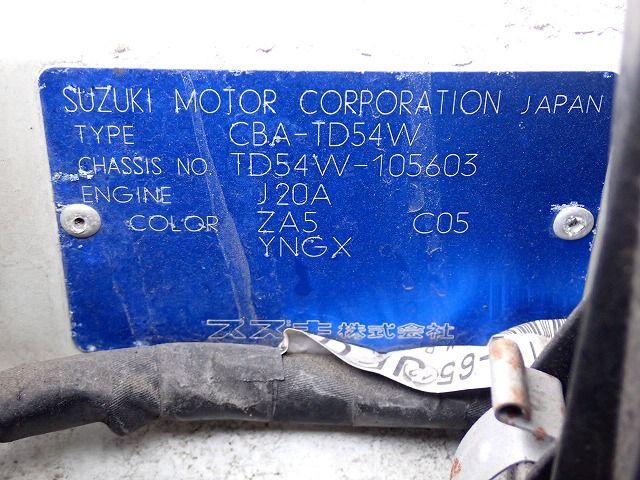 SUZUKI MOTOR CORPORATION JAPAN
TYPE CBA-TD54W
CHASSIS NO. TD54W-105603
ENGINE J20A
COLOR ZA5 C05
YNGX
スズキ株式会社